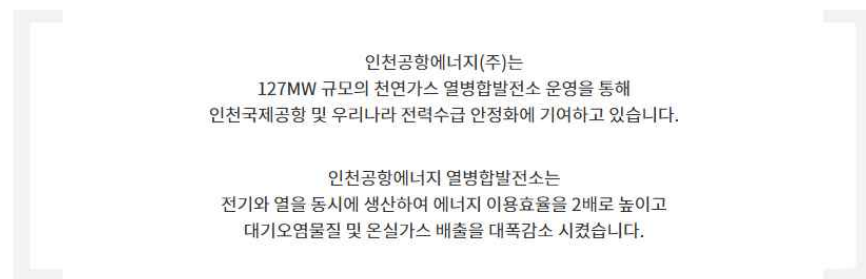 인천공항에너지(주)는
127MW 규모의 천연가스 열병합발전소 운영을 통해
인천국제공항 및 우리나라 전력수급 안정화에 기여하고 있습니다.
인천공항에너지 열병합발전소는
전기와 열을 동시에 생산하여 에너지 이용효율을 2배로 높이고
대기오염물질 및 온실가스 배출을 대폭감소 시켰습니다.